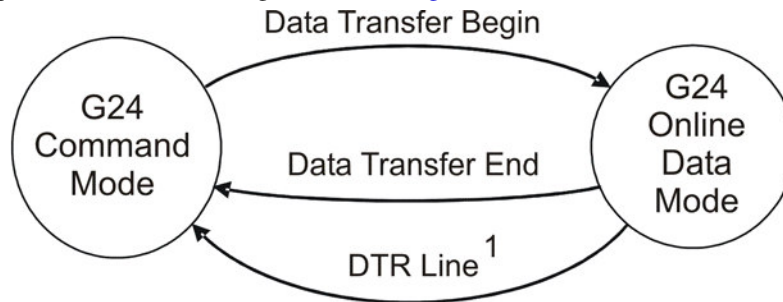 Data Transfer Begin
G24
Command
Mode
Data Transfer End
DTR Line 1
G24
Online
Data
Mode